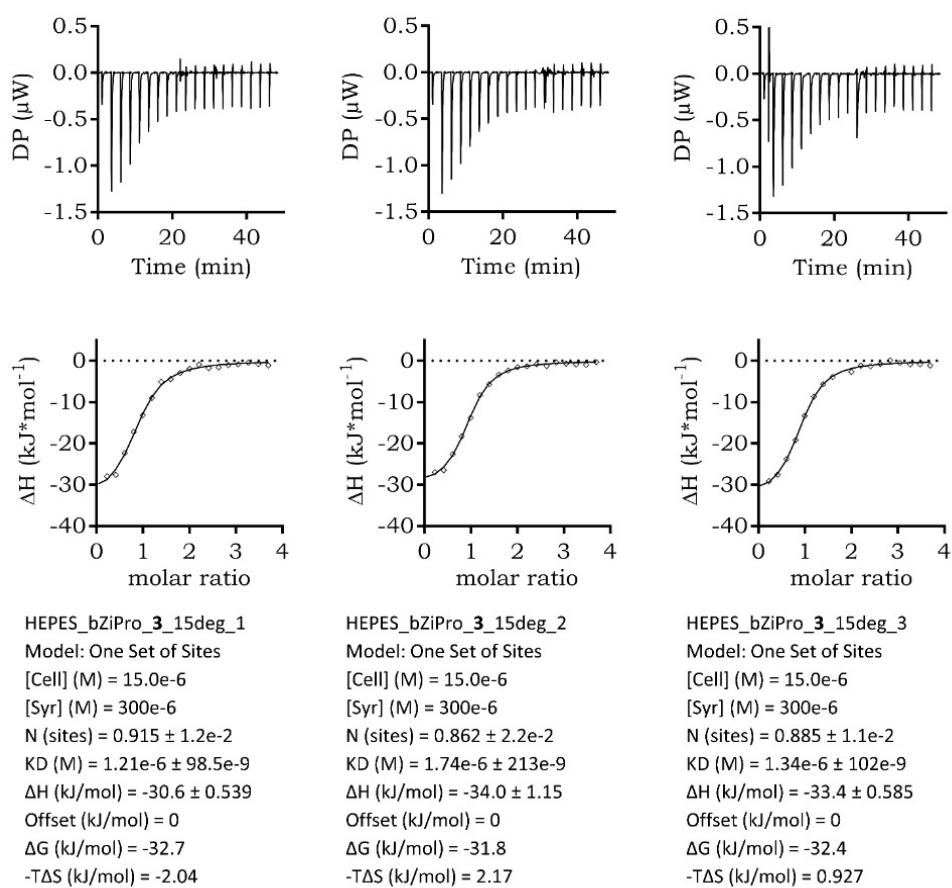 0.5
0.0
-0.5
-1.0
-1.5
DP (µW)
0 20 40
Time (min)
0.5
0.0
-0.5
-1.0
-1.5
DP (µW)
0 20 40
Time (min)
0.5
0.0
-0.5
-1.0
-1.5
DP (µW)
0 20 40
Time (min)
0
-10
-20
-30
-40
ΔH (kJ*mol⁻¹)
0 1 2 3 4
molar ratio
0
-10
-20
-30
-40
ΔH (kJ*mol⁻¹)
0 1 2 3 4
molar ratio
0
-10
-20
-30
-40
ΔH (kJ*mol⁻¹)
0 1 2 3 4
molar ratio
HEPES_bZiPro_3_15deg_1
Model: One Set of Sites
[Cell] (M) = 15.0e-6
[Syr] (M) = 300e-6
N (sites) = 0.915 ± 1.2e-2
KD (M) = 1.21e-6 ± 98.5e-9
ΔH (kJ/mol) = -30.6 ± 0.539
Offset (kJ/mol) = 0
ΔG (kJ/mol) = -32.7
-TΔS (kJ/mol) = -2.04
HEPES_bZiPro_3_15deg_2
Model: One Set of Sites
[Cell] (M) = 15.0e-6
[Syr] (M) = 300e-6
N (sites) = 0.862 ± 2.2e-2
KD (M) = 1.74e-6 ± 213e-9
ΔH (kJ/mol) = -34.0 ± 1.15
Offset (kJ/mol) = 0
ΔG (kJ/mol) = -31.8
-TΔS (kJ/mol) = 2.17
HEPES_bZiPro_3_15deg_3
Model: One Set of Sites
[Cell] (M) = 15.0e-6
[Syr] (M) = 300e-6
N (sites) = 0.885 ± 1.1e-2
KD (M) = 1.34e-6 ± 102e-9
ΔH (kJ/mol) = -33.4 ± 0.585
Offset (kJ/mol) = 0
ΔG (kJ/mol) = -32.4
-TΔS (kJ/mol) = 0.927